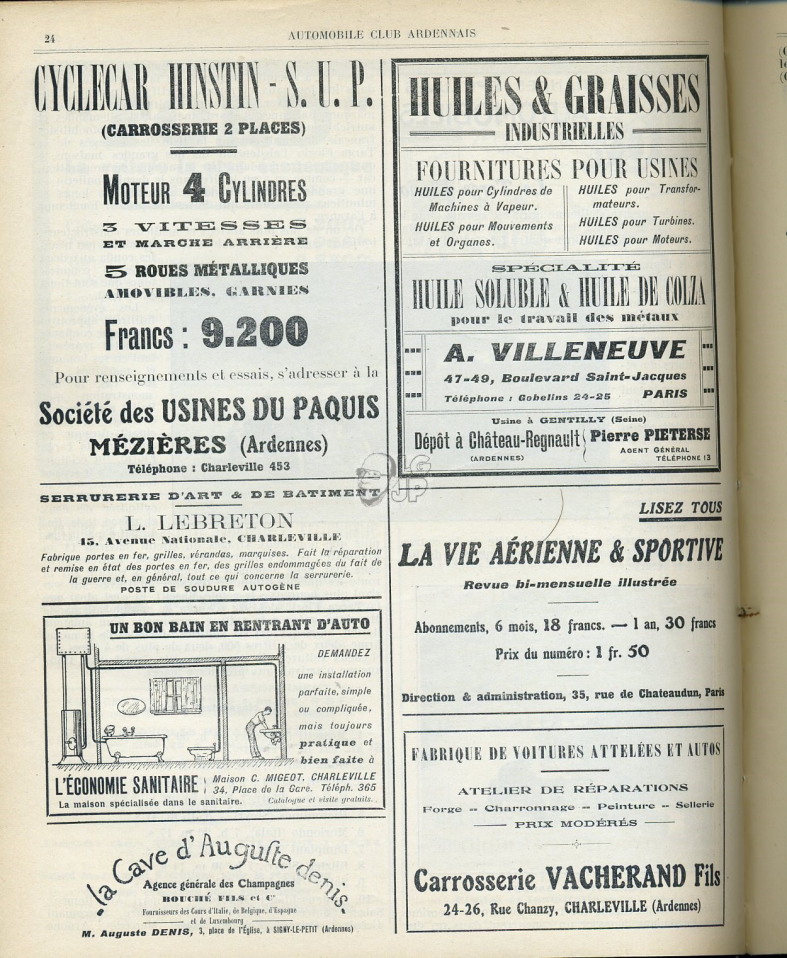 24
AUTOMOBILE CLUB ARDENNAIS
CYCLECAR HINSTIN - S. U. P.
(CARROSSERIE 2 PLACES)
MOTEUR 4 CYLINDRES
3 VITESSES
ET MARCHE ARRIÈRE
5 ROUES MÉTALLIQUES
AMOVIBLES, GARNIES
Francs : 9.200
Pour renseignements et essais, s'adresser à la
Société des USINES DU PAQUIS
MÉZIÈRES (Ardennes)
Téléphone : Charleville 453
SERRURERIE D'ART & DE BATIMENT
L. LEBRETON
15, Avenue Nationale, CHARLEVILLE
Fabrique portes en fer, grilles, vérandas, marquises. Fait la réparation
et remise en état des portes en fer, des grilles endommagées du fait de
la guerre et, en général, tout ce qui concerne la serrurerie.
POSTE DE SOUDURE AUTOGÈNE
UN BON BAIN EN RENTRANT D'AUTO
DEMANDEZ
une installation
parfaite, simple
ou compliquée,
mais toujours
pratique et
bien faite à
L'ÉCONOMIE SANITAIRE
La maison spécialisée dans le sanitaire.
Maison C. MIGEOT, CHARLEVILLE
34, Place de la Gare. Téléph. 365
Catalogue et visite gratuits.
la Cave d'Auguste denis
Agence générale des Champagnes
BOUCHÉ FILS et Cie
Fournisseurs des Cours d'Italie, de Belgique, d'Espagne
et de Luxembourg
M. Auguste DENIS, 3, place de l'Église, à SIGNY-LE-PETIT (Ardennes)
HUILES & GRAISSES
INDUSTRIELLES
FOURNITURES POUR USINES
HUILES pour Cylindres de
Machines à Vapeur.
HUILES pour Mouvements
et Organes.
HUILES pour Transfor-
mateurs.
HUILES pour Turbines.
HUILES pour Moteurs.
SPÉCIALITÉ
HUILE SOLUBLE & HUILE DE COLZA
pour le travail des métaux
A. VILLENEUVE
47-49, Boulevard Saint-Jacques
Téléphone : Gobelins 24-25 PARIS
Usine à GENTILLY (Seine)
Dépôt à Château-Regnault
(ARDENNES)
Pierre PIETERSE
AGENT GÉNÉRAL
TÉLÉPHONE 13
LISEZ TOUS
LA VIE AÉRIENNE & SPORTIVE
Revue bi-mensuelle illustrée
Abonnements, 6 mois, 18 francs. — 1 an, 30 francs
Prix du numéro : 1 fr. 50
Direction & administration, 35, rue de Chateaudun, Paris
FABRIQUE DE VOITURES ATTELÉES ET AUTOS
ATELIER DE RÉPARATIONS
Forge -- Charronnage -- Peinture -- Sellerie
PRIX MODÉRÉS
Carrosserie VACHERAND Fils
24-26, Rue Chanzy, CHARLEVILLE (Ardennes)